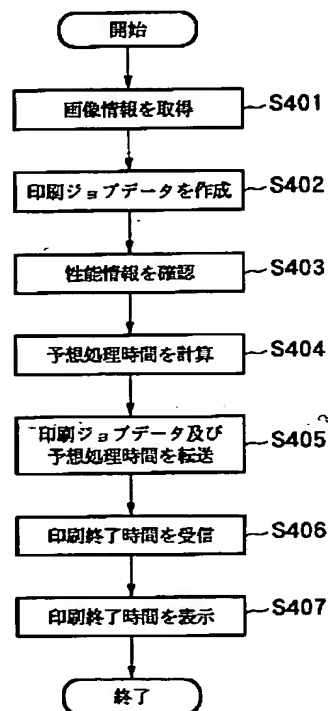 開始
画像情報を取得
S401
印刷ジョブデータを作成
S402
性能情報を確認
S403
予想処理時間を計算
S404
印刷ジョブデータ及び
予想処理時間を転送
S405
印刷終了時間を受信
S406
印刷終了時間を表示
S407
終了